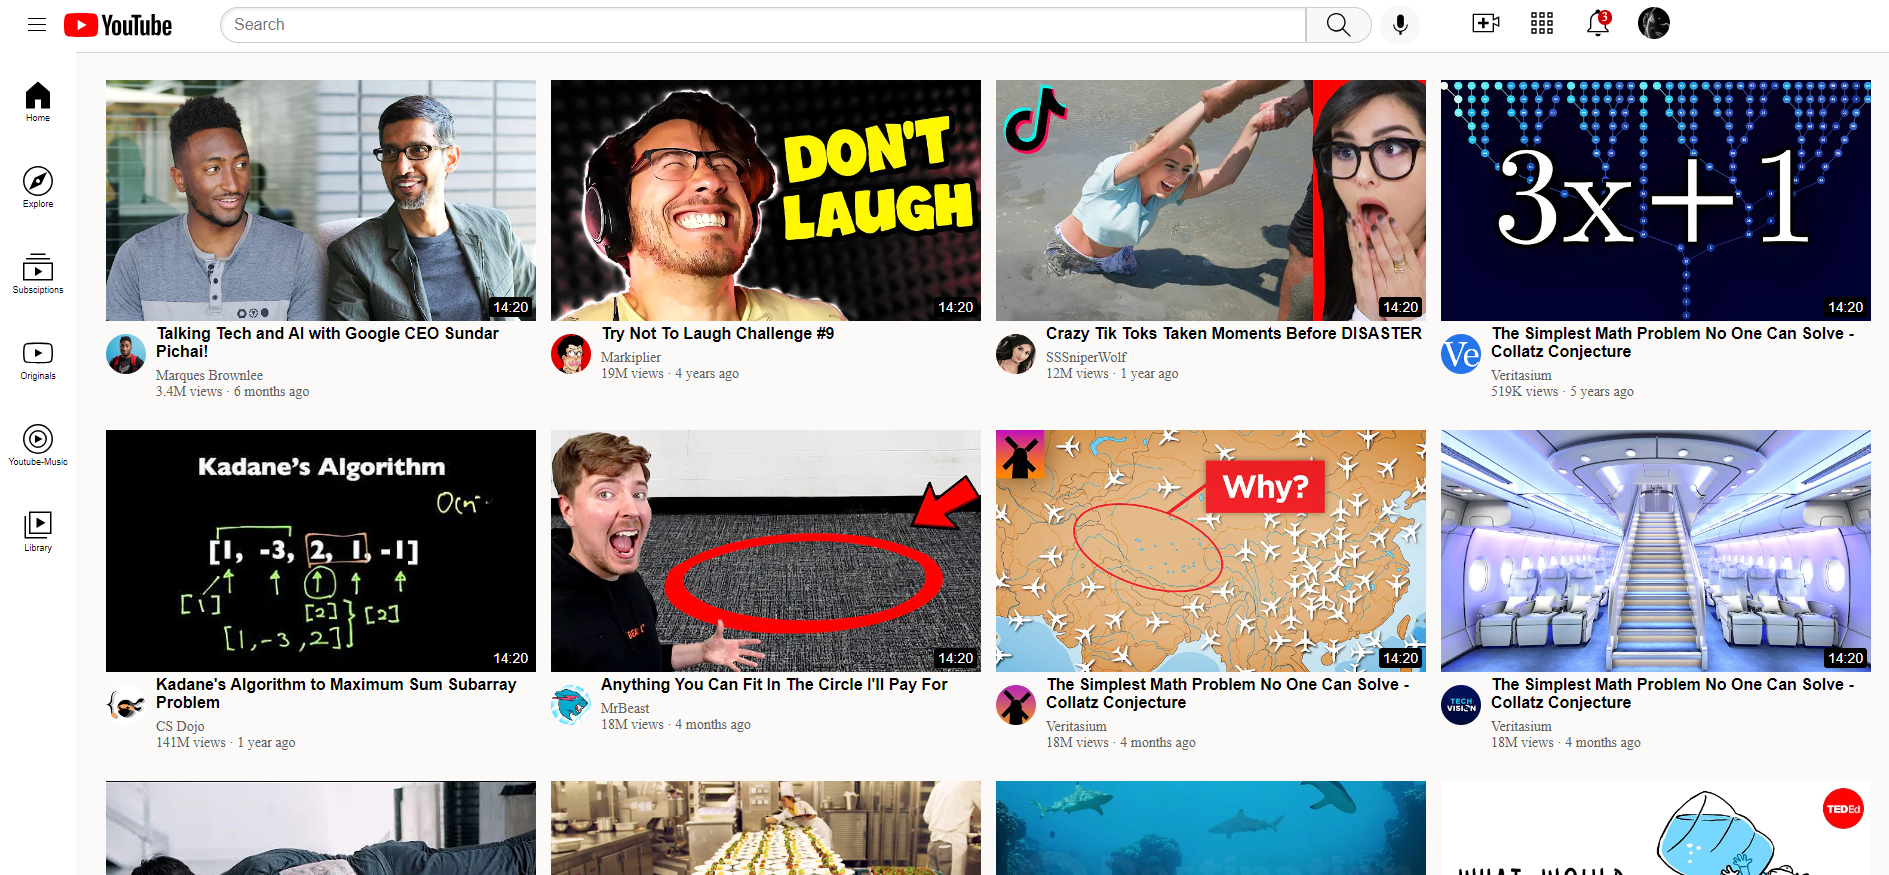 YouTube
Search
3
Home
Explore
Subsciptions
Originals
Youtube-Music
Library
14:20
Talking Tech and AI with Google CEO Sundar
Pichai!
Marques Brownlee
3.4M views · 6 months ago
DON'T
LAUGH
14:20
Try Not To Laugh Challenge #9
Markiplier
19M views · 4 years ago
14:20
Crazy Tik Toks Taken Moments Before DISASTER
SSSniperWolf
12M views · 1 year ago
3x+1
14:20
Ve
The Simplest Math Problem No One Can Solve -
Collatz Conjecture
Veritasium
519K views · 5 years ago
Kadane's Algorithm
[1, -3, 2, 1, -1]
[1]
[2]
[2]
[1, -3, 2]
14:20
Kadane's Algorithm to Maximum Sum Subarray
Problem
CS Dojo
141M views · 1 year ago
14:20
Anything You Can Fit In The Circle I'll Pay For
MrBeast
18M views · 4 months ago
Why?
14:20
The Simplest Math Problem No One Can Solve -
Collatz Conjecture
Veritasium
18M views · 4 months ago
14:20
TECH
VISION
The Simplest Math Problem No One Can Solve -
Collatz Conjecture
Veritasium
18M views · 4 months ago
TEDEd
WHAT WOULD